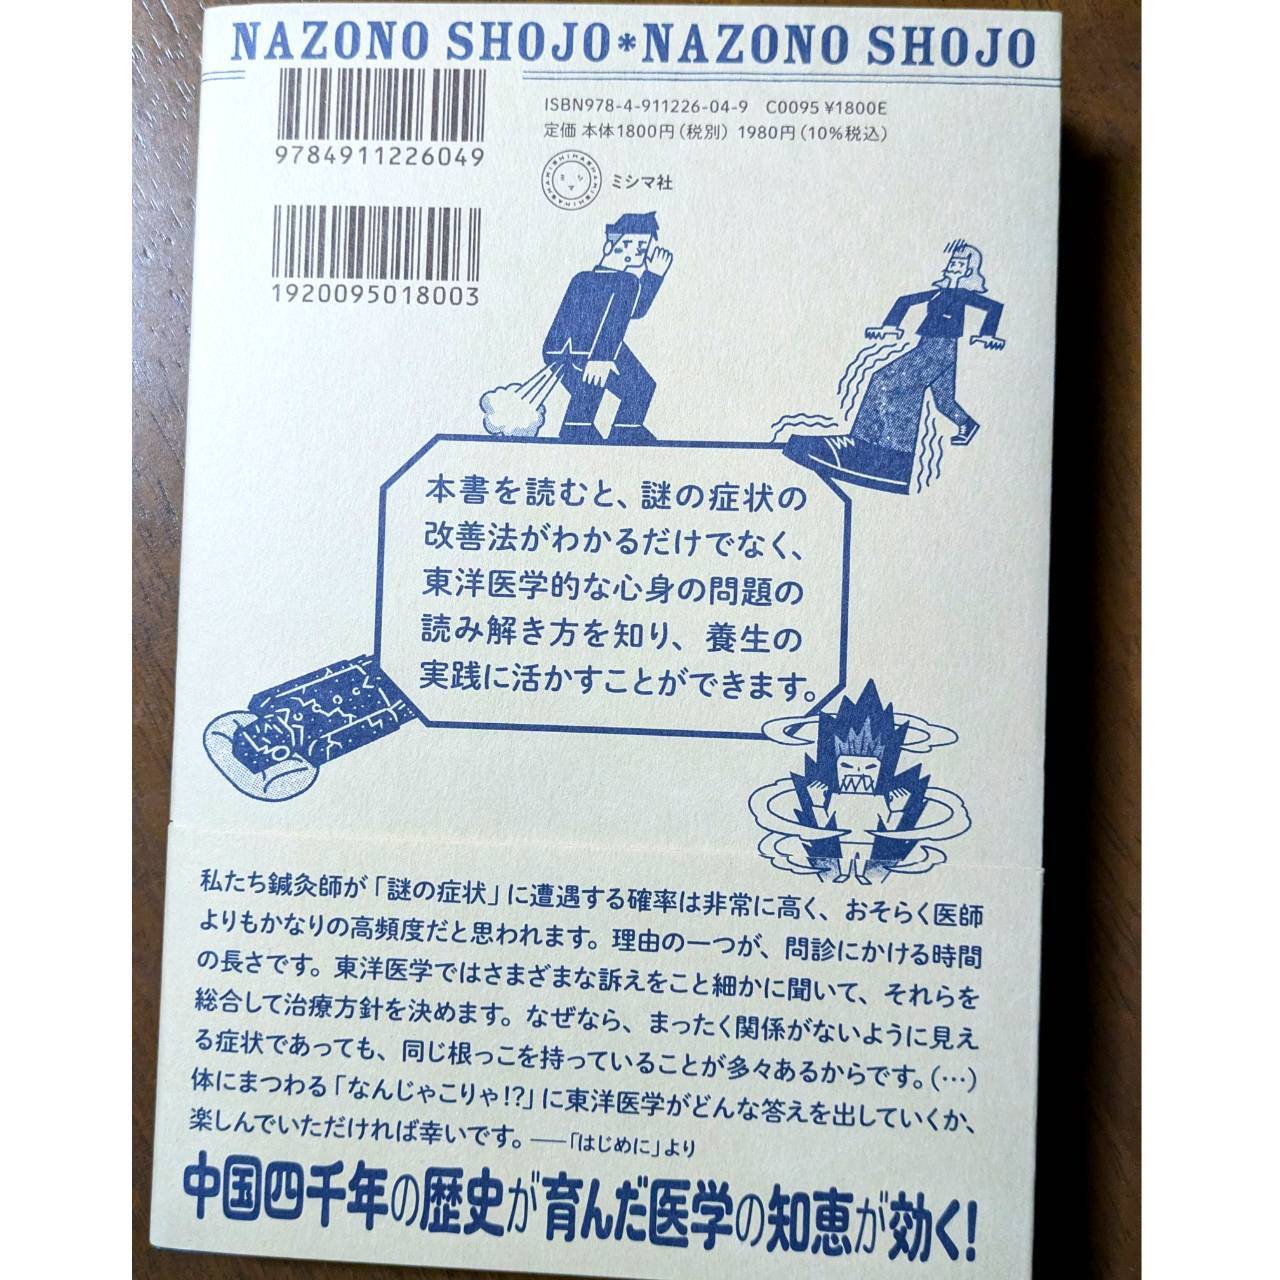 NAZONO SHOJO*NAZONO SHOJO
9784911226049
1920095018003
ISBN978-4-911226-04-9 C0095 ¥1800E
定価 本体1800円（税別） 1980円（10%税込）
ミシマ社
本書を読むと、謎の症状の
改善法がわかるだけでなく、
東洋医学的な心身の問題の
読み解き方を知り、養生の
実践に活かすことができます。
私たち鍼灸師が「謎の症状」に遭遇する確率は非常に高く、おそらく医師
よりもかなりの高頻度だと思われます。理由の一つが、問診にかける時間
の長さです。東洋医学ではさまざまな訴えをこと細かに聞いて、それらを
総合して治療方針を決めます。なぜなら、まったく関係がないように見え
る症状であっても、同じ根っこを持っていることが多々あるからです。（…）
体にまつわる「なんじゃこりゃ!?」に東洋医学がどんな答えを出していくか、
楽しんでいただければ幸いです。——「はじめに」より
中国四千年の歴史が育んだ医学の知恵が効く!